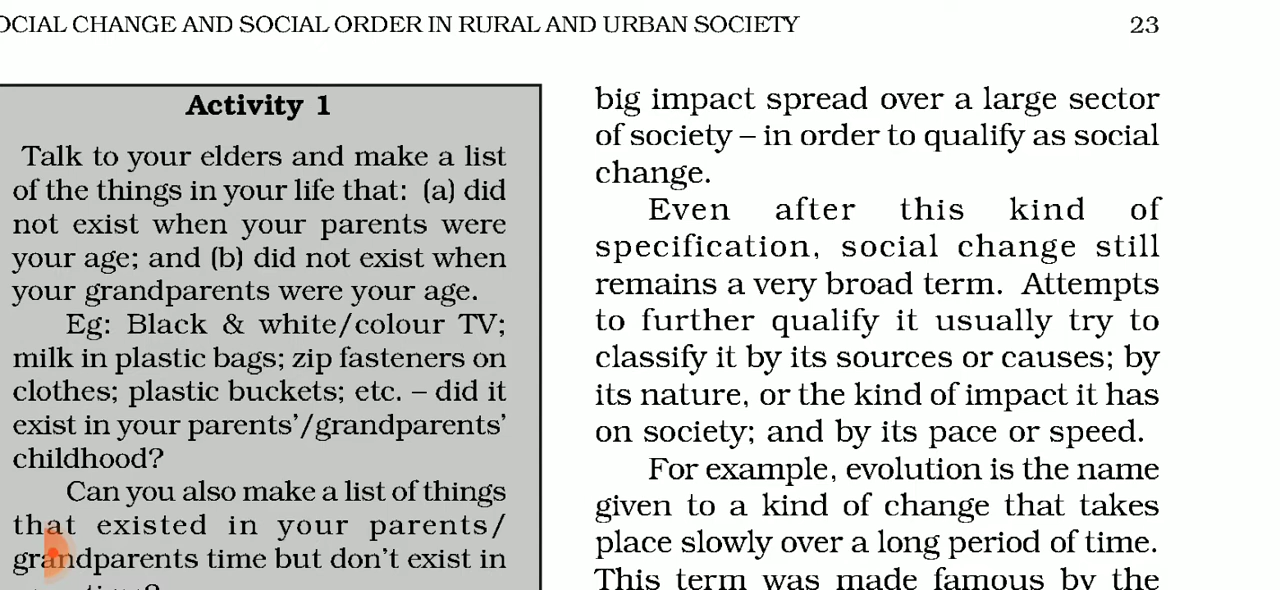 OCIAL CHANGE AND SOCIAL ORDER IN RURAL AND URBAN SOCIETY 23
Activity 1
Talk to your elders and make a list
of the things in your life that: (a) did
not exist when your parents were
your age; and (b) did not exist when
your grandparents were your age.
Eg: Black & white/colour TV;
milk in plastic bags; zip fasteners on
clothes; plastic buckets; etc. – did it
exist in your parents’/grandparents’
childhood?
Can you also make a list of things
that existed in your parents/
grandparents time but don’t exist in
big impact spread over a large sector
of society – in order to qualify as social
change.
Even after this kind of
specification, social change still
remains a very broad term. Attempts
to further qualify it usually try to
classify it by its sources or causes; by
its nature, or the kind of impact it has
on society; and by its pace or speed.
For example, evolution is the name
given to a kind of change that takes
place slowly over a long period of time.
This term was made famous by the